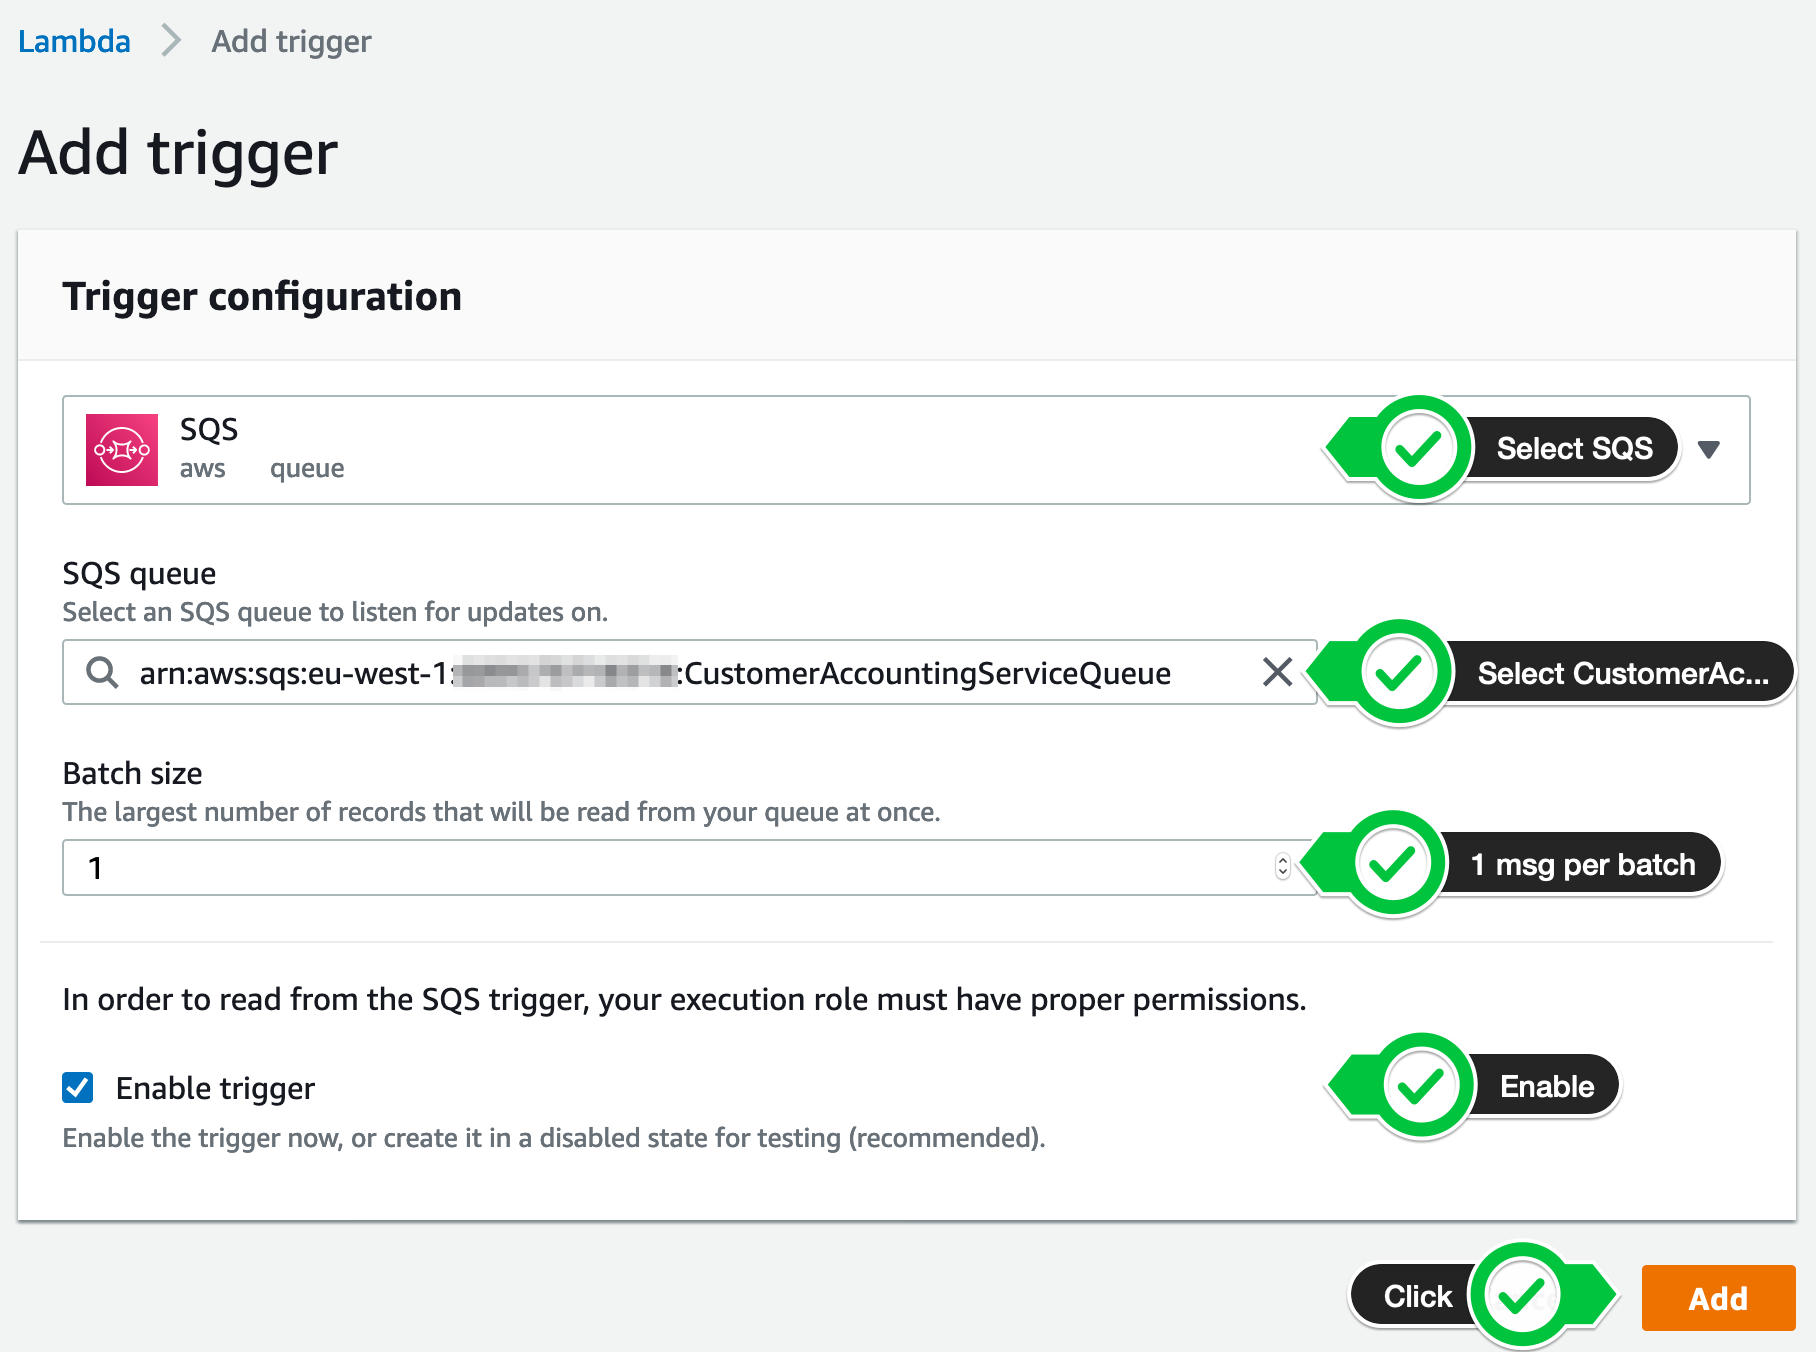 Lambda > Add trigger
Add trigger
Trigger configuration
SQS
aws queue
Select SQS
SQS queue
Select an SQS queue to listen for updates on.
arn:aws:sqs:eu-west-1: :CustomerAccountingServiceQueue
Select CustomerAc...
Batch size
The largest number of records that will be read from your queue at once.
1
1 msg per batch
In order to read from the SQS trigger, your execution role must have proper permissions.
Enable trigger
Enable
Enable the trigger now, or create it in a disabled state for testing (recommended).
Click
Add